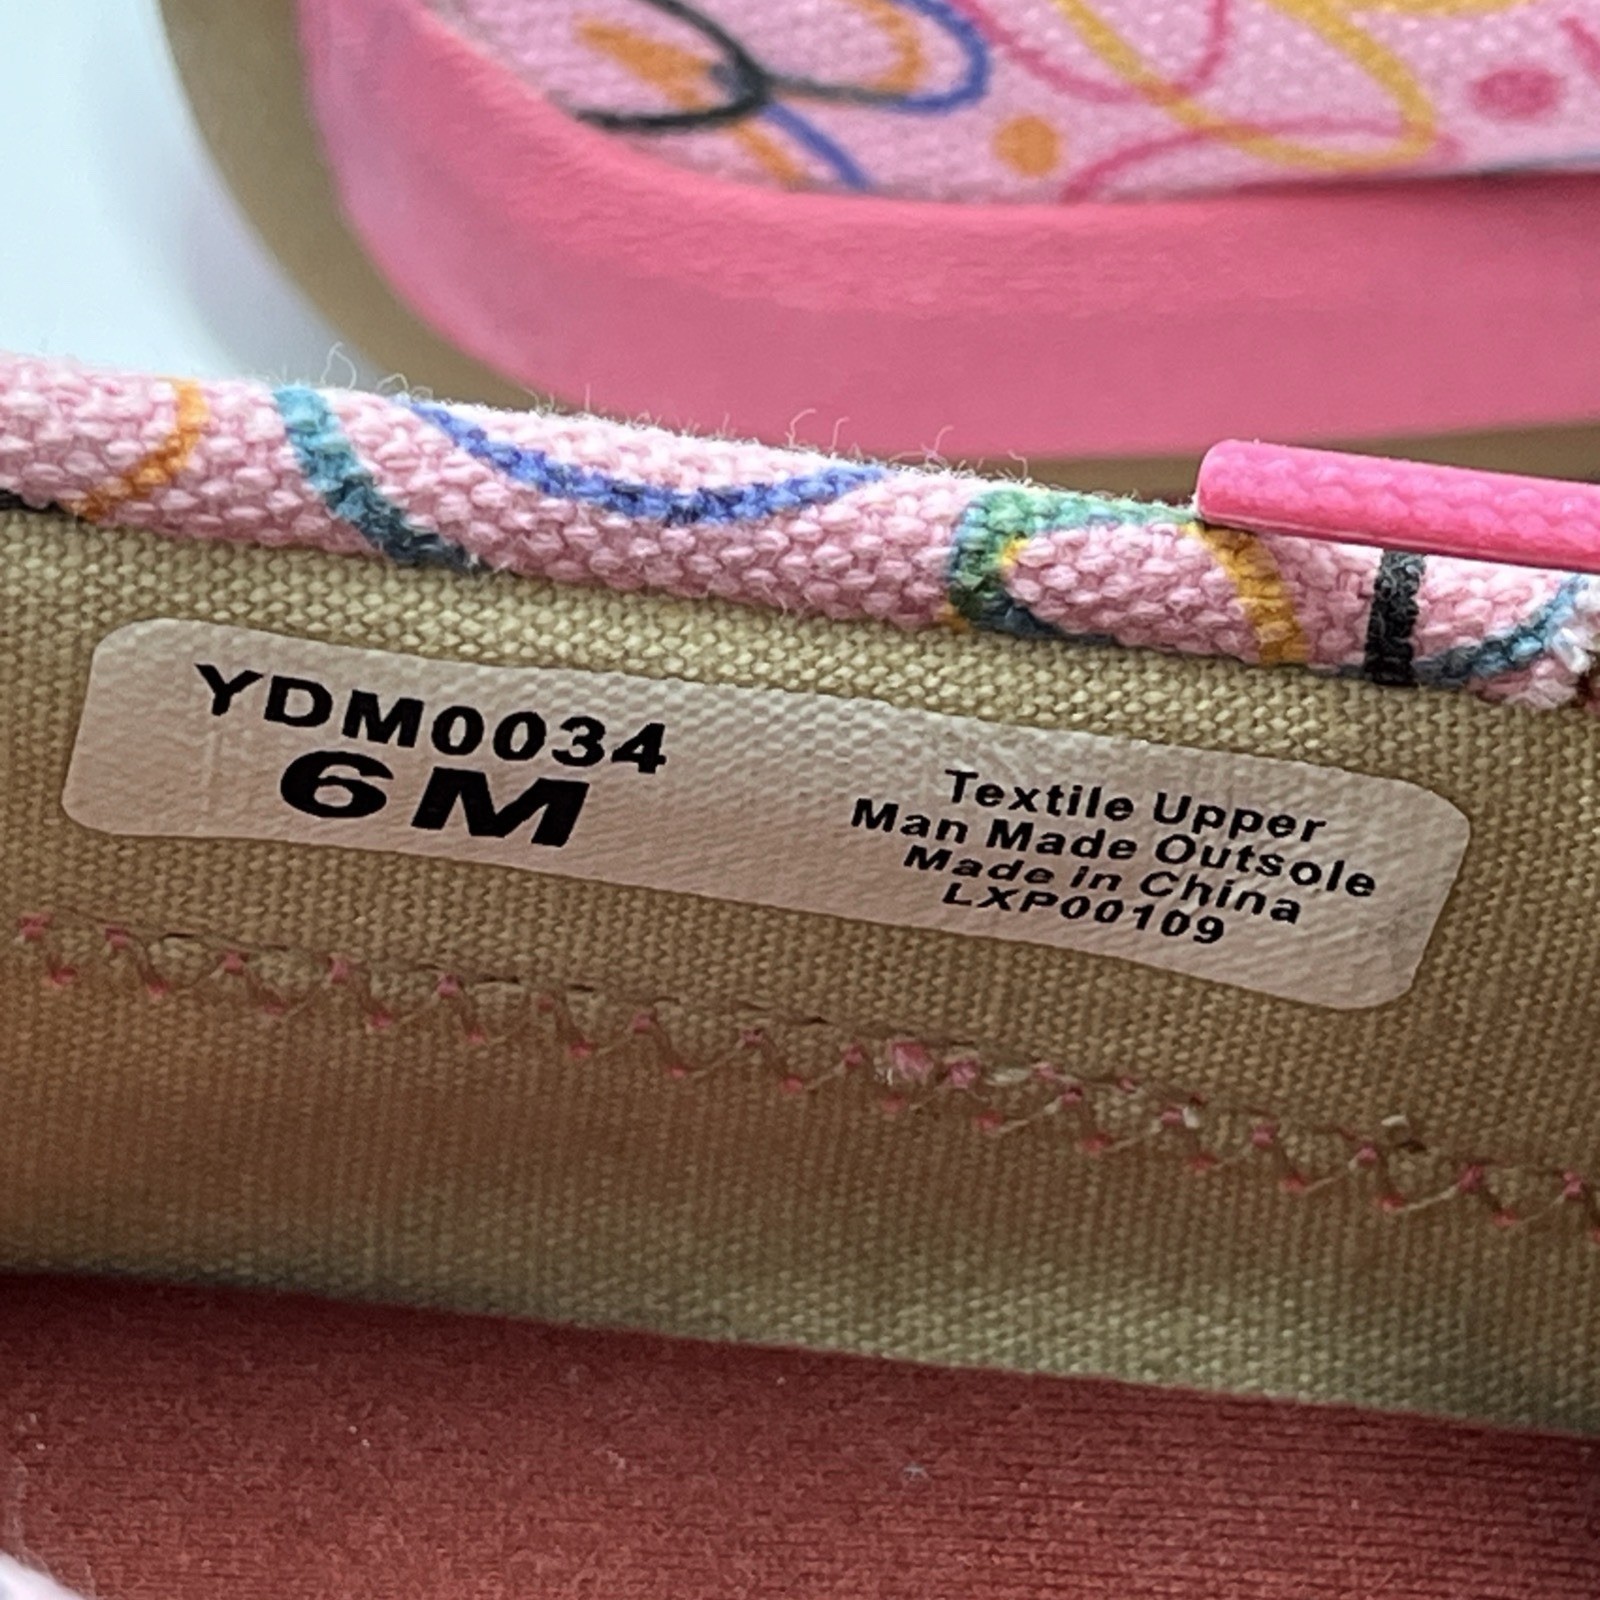 YDM0034
6M
Textile Upper
Man Made Outsole
Made in China
LXP00109